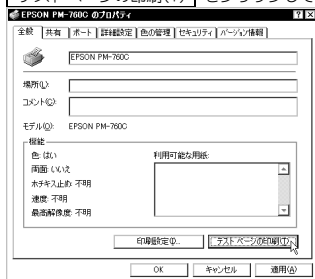 テストページの印刷(T) をクリックして
EPSON PM-760C のプロパティ
全般 共有 ポート 詳細設定 色の管理 セキュリティ バージョン情報
EPSON PM-760C
場所(L):
コメント(C):
モデル(O): EPSON PM-760C
機能
色: はい 利用可能な用紙:
両面: いいえ
ホチキス止め: 不明
速度: 不明
最高解像度: 不明
印刷設定(I)... テスト ページの印刷(T)
OK キャンセル 適用(A)